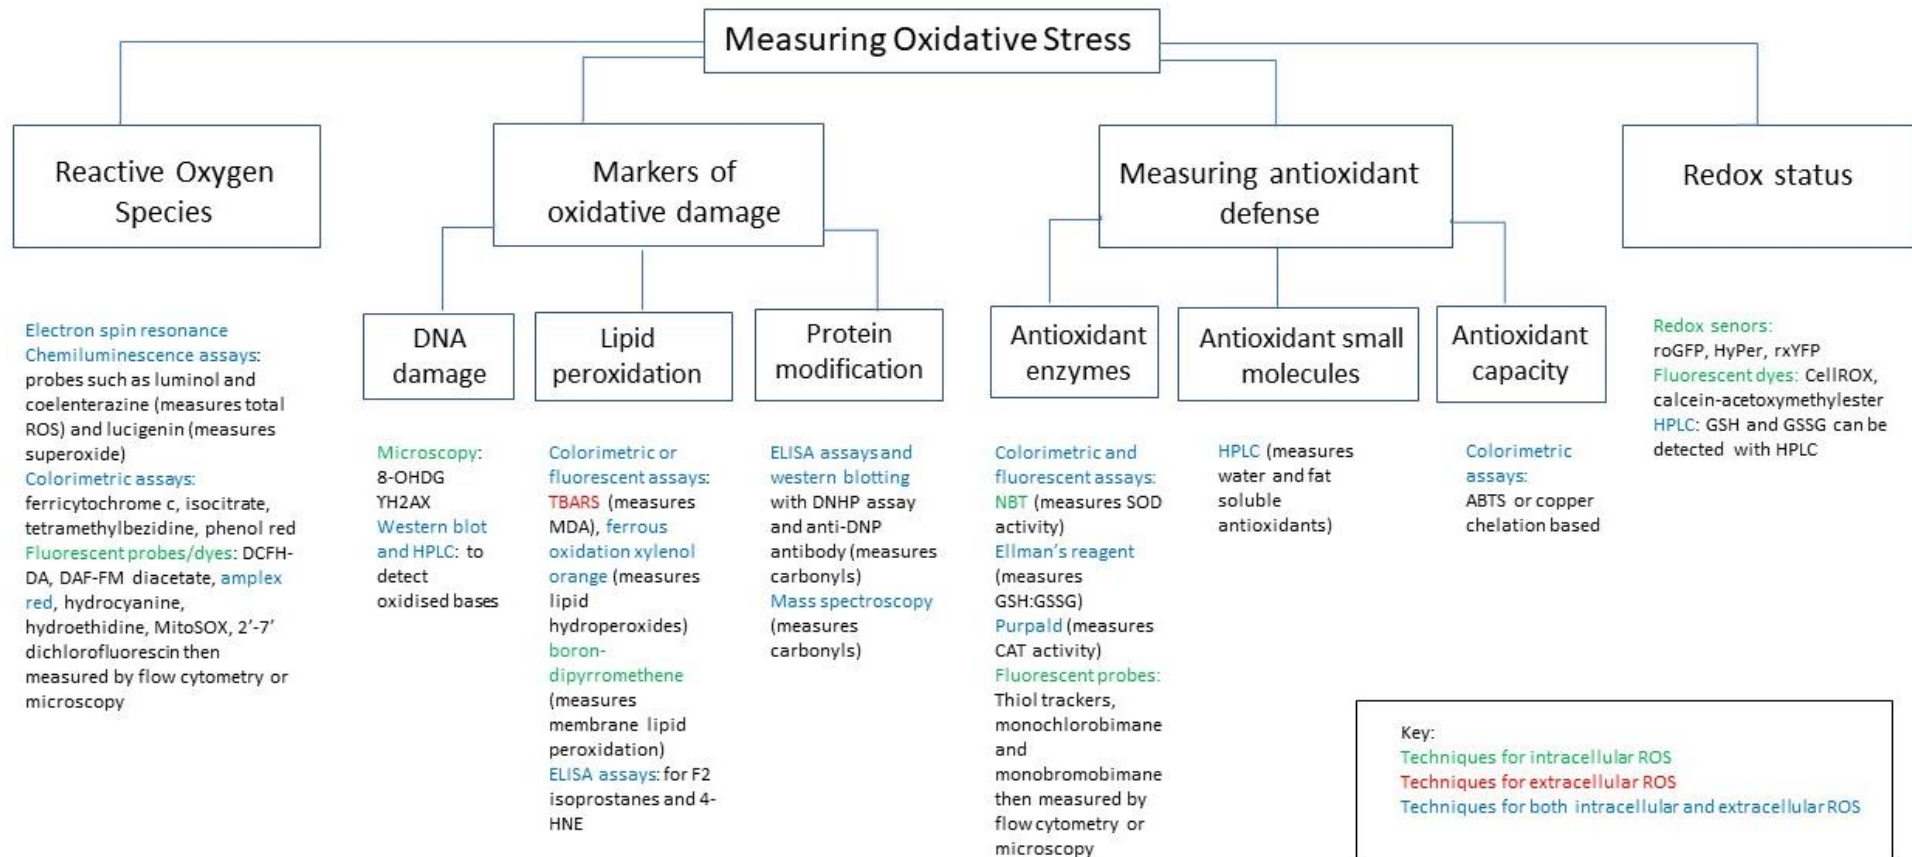 Measuring Oxidative Stress
Reactive Oxygen
Species
Markers of
oxidative damage
Measuring antioxidant
defense
Redox status
Electron spin resonance
Chemiluminescence assays:
probes such as luminol and
coelenterazine (measures total
ROS) and lucigenin (measures
superoxide)
Colorimetric assays:
ferricytochrome c, isocitrate,
tetramethylbezidine, phenol red
Fluorescent probes/dyes: DCFH-
DA, DAF-FM diacetate, amplex
red, hydrocyanine,
hydroethidine, MitoSOX, 2’-7’
dichlorofluorescin then
measured by flow cytometry or
microscopy
DNA
damage
Microscopy:
8-OHDG
YH2AX
Western blot
and HPLC: to
detect
oxidised bases
Lipid
peroxidation
Colorimetric or
fluorescent assays:
TBARS (measures
MDA), ferrous
oxidation xylenol
orange (measures
lipid
hydroperoxides)
boron-
dipyrromethene
(measures
membrane lipid
peroxidation)
ELISA assays: for F2
isoprostanes and 4-
HNE
Protein
modification
ELISA assays and
western blotting
with DNHP assay
and anti-DNP
antibody (measures
carbonyls)
Mass spectroscopy
(measures
carbonyls)
Antioxidant
enzymes
Colorimetric and
fluorescent assays:
NBT (measures SOD
activity)
Ellman’s reagent
(measures
GSH:GSSG)
Purpald (measures
CAT activity)
Fluorescent probes:
Thiol trackers,
monochlorobimane
and
monobromobimane
then measured by
flow cytometry or
microscopy
Antioxidant small
molecules
HPLC (measures
water and fat
soluble
antioxidants)
Antioxidant
capacity
Colorimetric
assays:
ABTS or copper
chelation based
Redox senors:
roGFP, HyPer, rxYFP
Fluorescent dyes: CellROX,
calcein-acetoxymethylester
HPLC: GSH and GSSG can be
detected with HPLC
Key:
Techniques for intracellular ROS
Techniques for extracellular ROS
Techniques for both intracellular and extracellular ROS